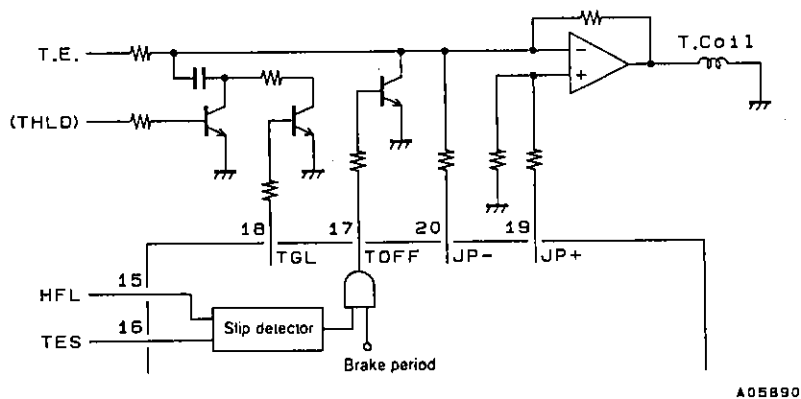 T.E.
T.Coil
−
+
(THLD)
18
17
20
19
TGL
TOFF
JP-
JP+
HFL
15
TES
16
Slip detector
Brake period
A05890